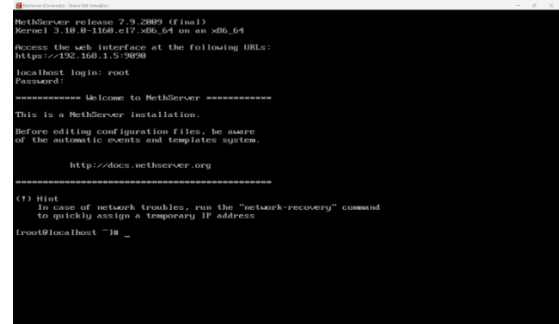 NethServer release 7.9.2009 (final)
Kernel 3.10.0-1160.el7.x86_64 on an x86_64
Access the web interface at the following URLs:
https://192.168.1.5:9090
localhost login: root
Password:
************ Welcome to NethServer ************
This is a NethServer installation.
Before editing configuration files, be aware
of the automatic events and templates system.
http://docs.nethserver.org
***********************************************
(!) Hint
In case of network troubles, run the "network-recovery" command
to quickly assign a temporary IP address
[root@localhost ~]# _